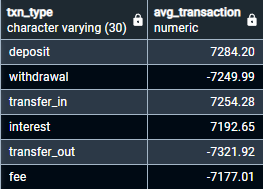 txn_type avg_transaction
character varying (30) numeric
deposit 7284.20
withdrawal -7249.99
transfer_in 7254.28
interest 7192.65
transfer_out -7321.92
fee -7177.01